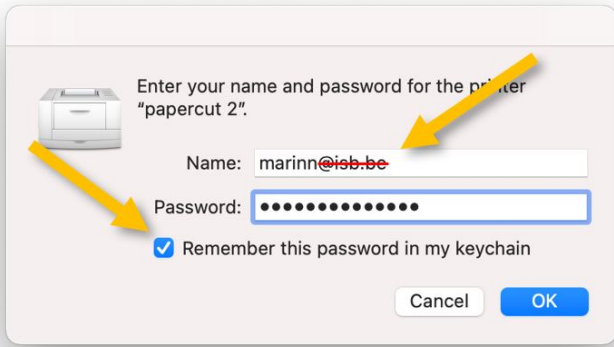 Enter your name and password for the printer
“papercut 2”.
Name: marinn@isb.be
Password: ••••••••••••••
Remember this password in my keychain
Cancel OK